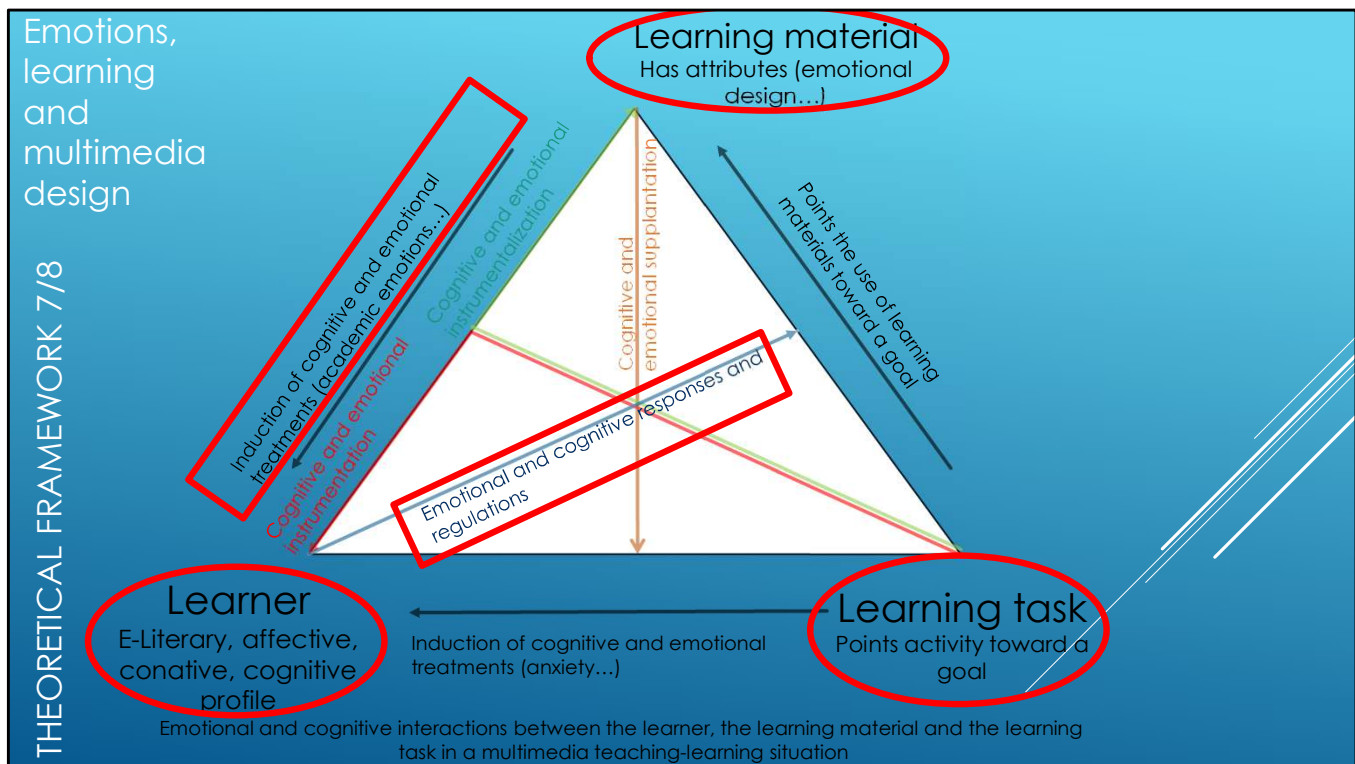 Emotions,
learning
and
multimedia
design
THEORETICAL FRAMEWORK 7/8
Learning material
Has attributes (emotional
design…)
Induction of cognitive and emotional
treatments (academic emotions…)
Cognitive and emotional
instrumentalization
Cognitive and emotional
instrumentation
Cognitive and
emotional supplantation
Points the use of learning
materials toward a goal
Emotional and cognitive responses and
regulations
Learner
E-Literary, affective,
conative, cognitive
profile
Induction of cognitive and emotional
treatments (anxiety…)
Learning task
Points activity toward a
goal
Emotional and cognitive interactions between the learner, the learning material and the learning
task in a multimedia teaching-learning situation